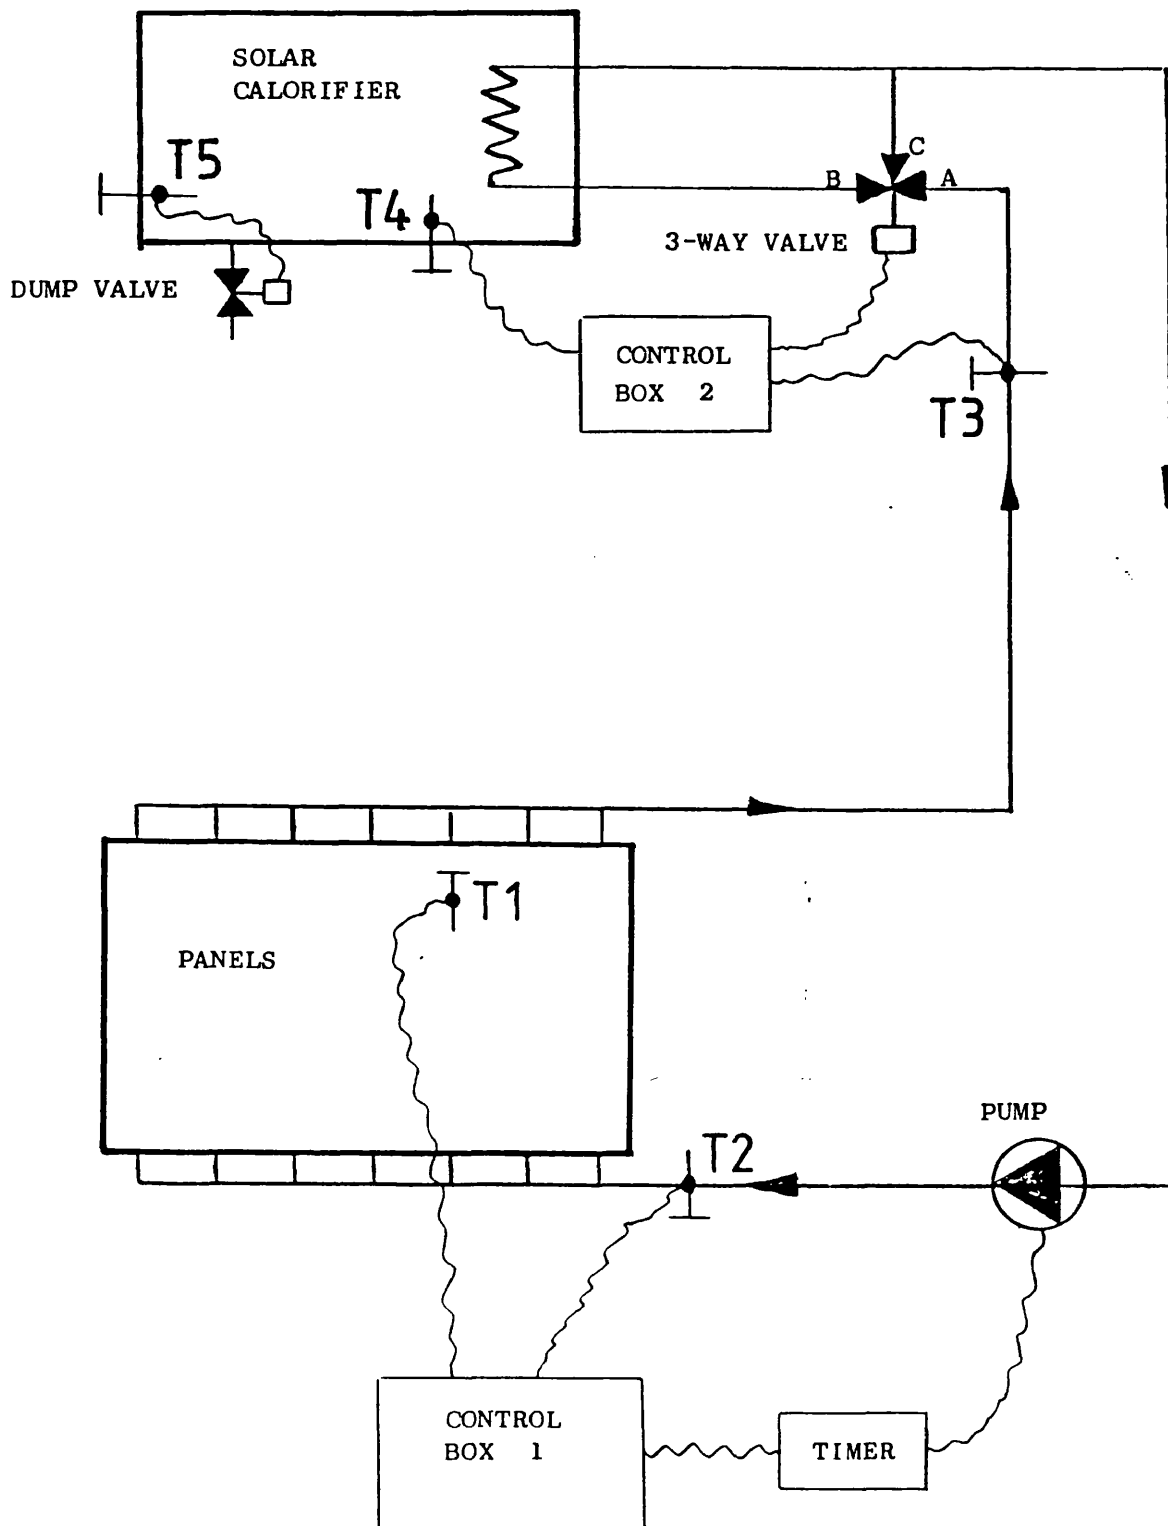 SOLAR
CALORIFIER
T5
T4
C
B
A
3-WAY VALVE
DUMP VALVE
CONTROL
BOX 2
T3
T1
PANELS
PUMP
T2
CONTROL
BOX 1
TIMER